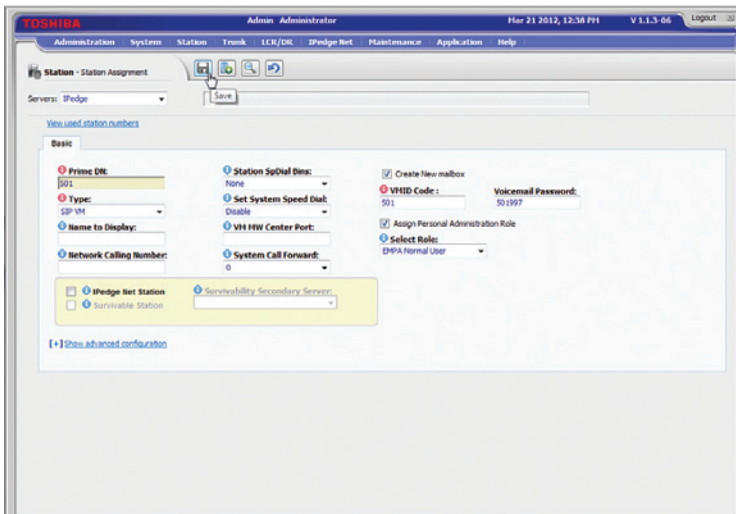 TOSHIBA Admin Administrator Mar 21 2012, 12:38 PM V 1.1.3-06 Logout
Administration System Station Trunk LCR/DR IPedge Net Maintenance Application Help
Station - Station Assignment
Servers: IPedge
Save
View used station numbers
Basic
Prime DN: Station SpDial Bins: Create New mailbox
501 None VMID Code : Voicemail Password:
Type: Set System Speed Dial: 501 501997
SIP VM Disable Assign Personal Administration Role
Name to Display: VM MW Center Port: Select Role:
EMPA Normal User
Network Calling Number: System Call Forward:
0
IPedge Net Station Survivability Secondary Server:
Survivable Station
[+] Show advanced configuration